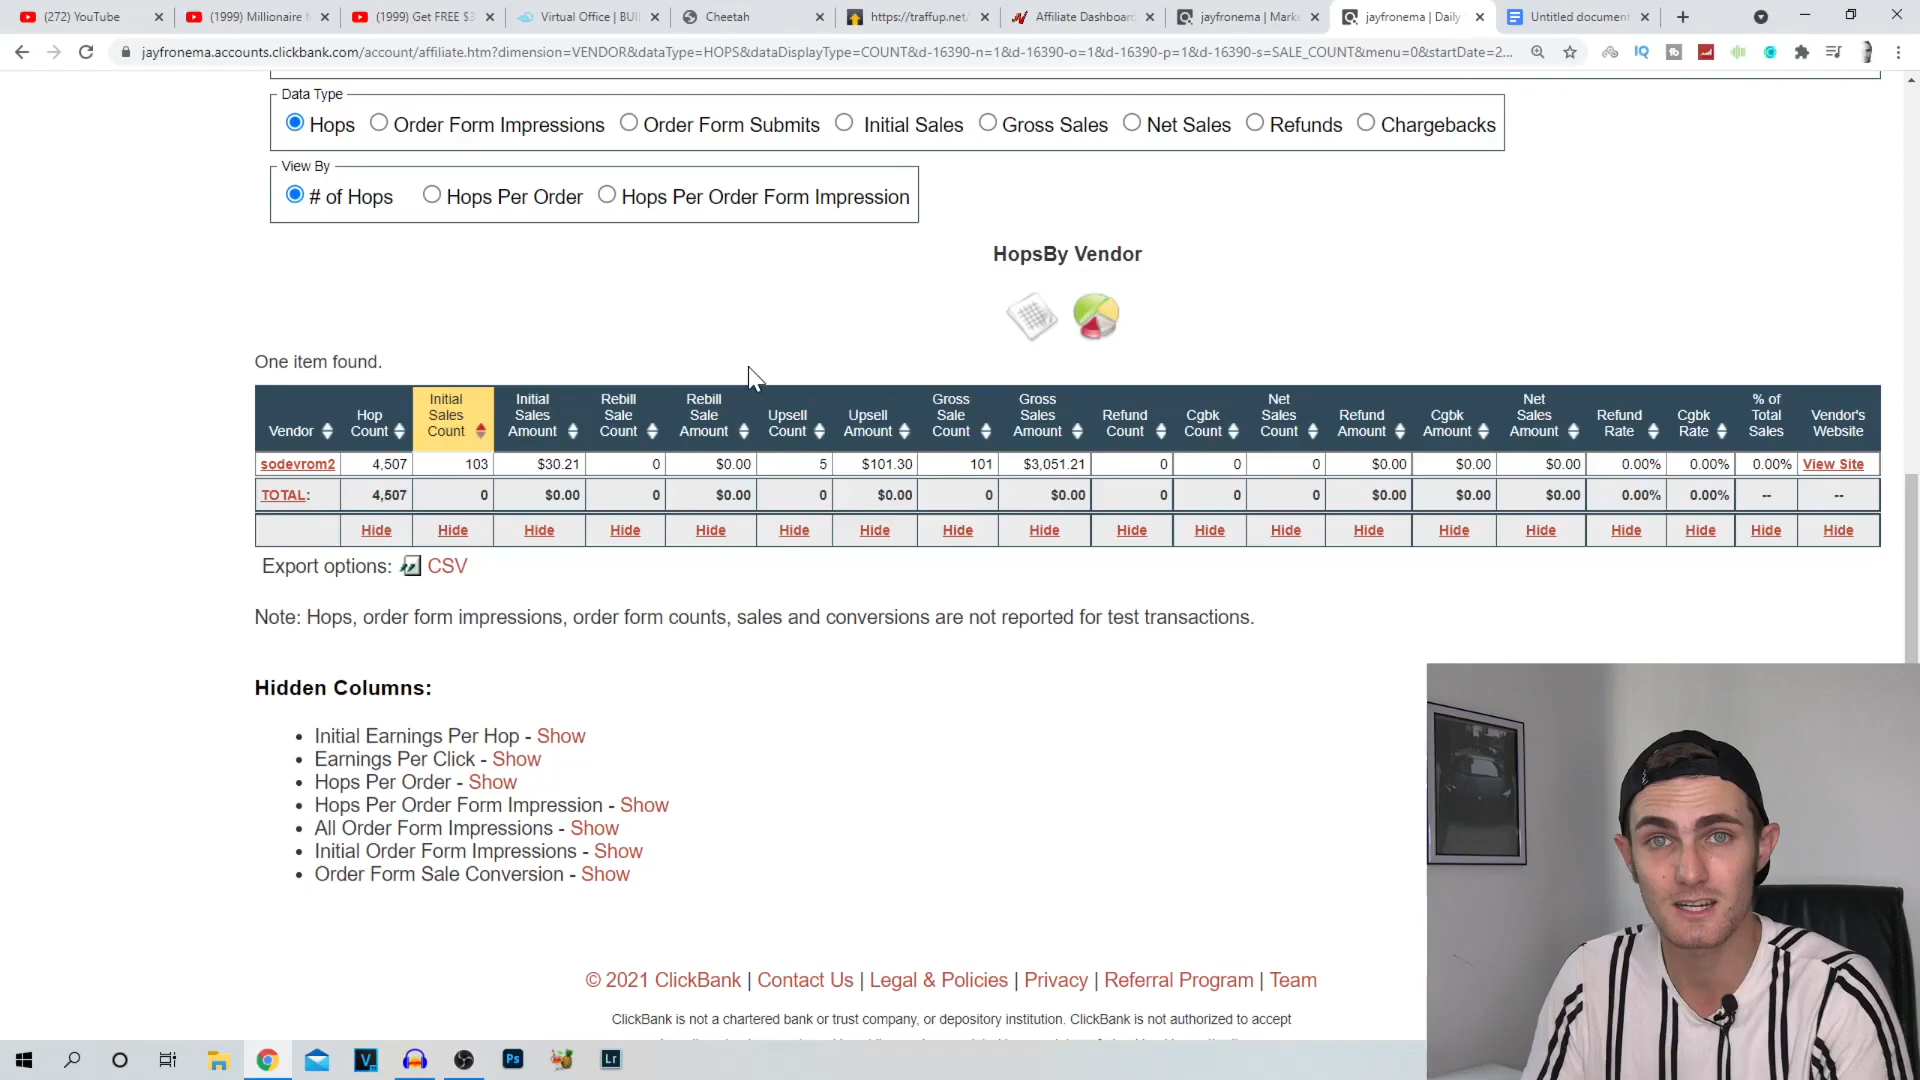 (272) YouTube
(1999) Millionaire
(1999) Get FREE $3
Virtual Office | BUI
Cheetah
https://traffup.net/
Affiliate Dashboard
jayfronema | Mark
jayfronema | Daily
Untitled document
jayfronema.accounts.clickbank.com/account/affiliate.htm?dimension=VENDOR&dataType=HOPS&dataDisplayType=COUNT&d-16390-n=1&d-16390-o=1&d-16390-p=1&d-16390-s=SALE_COUNT&menu=0&startDate=2...
Data Type
Hops Order Form Impressions Order Form Submits Initial Sales Gross Sales Net Sales Refunds Chargebacks
View By
# of Hops Hops Per Order Hops Per Order Form Impression
HopsBy Vendor
One item found.
Vendor Hop Count Initial Sales Count Initial Sales Amount Rebill Sale Count Rebill Sale Amount Upsell Count Upsell Amount Gross Sale Count Gross Sales Amount Refund Count Cgbk Count Net Sales Count Refund Amount Cgbk Amount Net Sales Amount Refund Rate Cgbk Rate % of Total Sales Vendor's Website
sodevrom2 4,507 103 $30.21 0 $0.00 5 $101.30 101 $3,051.21 0 0 0 $0.00 $0.00 $0.00 0.00% 0.00% 0.00% View Site
TOTAL: 4,507 0 $0.00 0 $0.00 0 $0.00 0 $0.00 0 0 0 $0.00 $0.00 $0.00 0.00% 0.00% -- --
Hide Hide Hide Hide Hide Hide Hide Hide Hide Hide Hide Hide Hide Hide Hide Hide Hide Hide Hide
Export options: CSV
Note: Hops, order form impressions, order form counts, sales and conversions are not reported for test transactions.
Hidden Columns:
• Initial Earnings Per Hop - Show
• Earnings Per Click - Show
• Hops Per Order - Show
• Hops Per Order Form Impression - Show
• All Order Form Impressions - Show
• Initial Order Form Impressions - Show
• Order Form Sale Conversion - Show
© 2021 ClickBank | Contact Us | Legal & Policies | Privacy | Referral Program | Team
ClickBank is not a chartered bank or trust company, or depository institution. ClickBank is not authorized to accept
IQ
tb
V
Ps
Lr